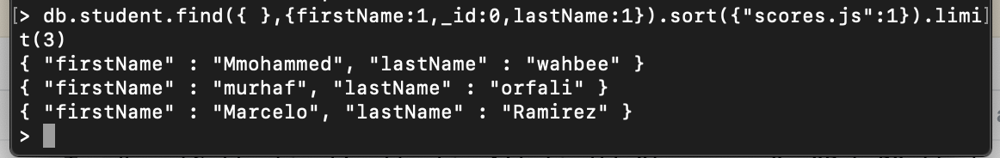 [> db.student.find({ },{firstName:1,_id:0,lastName:1}).sort({"scores.js":1}).limi]
t(3)
{ "firstName" : "Mmohammed", "lastName" : "wahbee" }
{ "firstName" : "murhaf", "lastName" : "orfali" }
{ "firstName" : "Marcelo", "lastName" : "Ramirez" }
>